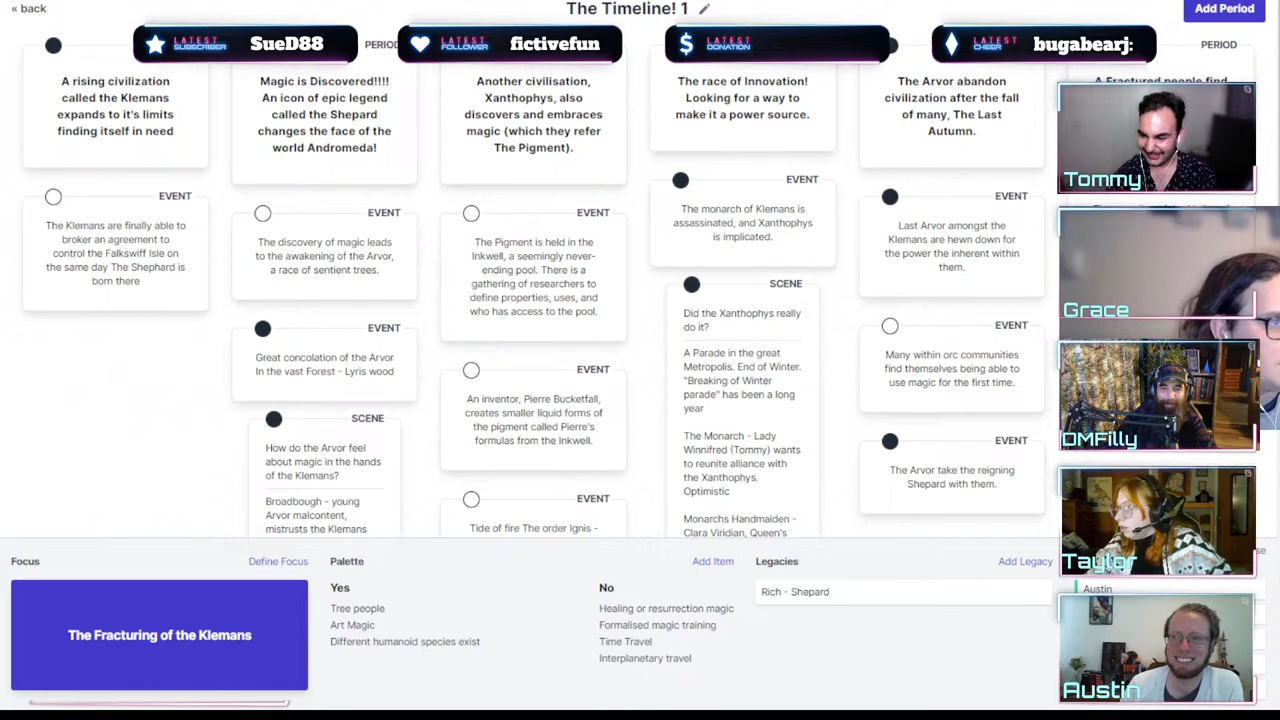 « back
The Timeline! 1
Add Period
LATEST
SUBSCRIBER
SueD88
PERIOD
LATEST
FOLLOWER
fictivefun
LATEST
DONATION
LATEST
CHEER
bugabearj:
PERIOD
A rising civilization
called the Klemans
expands to it's limits
finding itself in need
EVENT
The Klemans are finally able to
broker an agreement to
control the Falkswiff Isle on
the same day The Shephard is
born there
Magic is Discovered!!!!
An icon of epic legend
called the Shepard
changes the face of the
world Andromeda!
EVENT
The discovery of magic leads
to the awakening of the Arvor,
a race of sentient trees.
EVENT
Great concolation of the Arvor
In the vast Forest - Lyris wood
SCENE
How do the Arvor feel
about magic in the hands
of the Klemans?
Broadbough - young
Arvor malcontent,
mistrusts the Klemans
Another civilisation,
Xanthophys, also
discovers and embraces
magic (which they refer
The Pigment).
EVENT
The Pigment is held in the
Inkwell, a seemingly never-
ending pool. There is a
gathering of researchers to
define properties, uses, and
who has access to the pool.
EVENT
An inventor, Pierre Bucketfall,
creates smaller liquid forms of
the pigment called Pierre's
formulas from the Inkwell.
EVENT
Tide of fire The order Ignis -
The race of Innovation!
Looking for a way to
make it a power source.
EVENT
The monarch of Klemans is
assassinated, and Xanthophys
is implicated.
SCENE
Did the Xanthophys really
do it?
A Parade in the great
Metropolis. End of Winter.
"Breaking of Winter
parade" has been a long
year
The Monarch - Lady
Winnifred (Tommy) wants
to reunite alliance with
the Xanthophys.
Optimistic
Monarchs Handmaiden -
Clara Viridian, Queen's
The Arvor abandon
civilization after the fall
of many, The Last
Autumn.
EVENT
Last Arvor amongst the
Klemans are hewn down for
the power the inherent within
them.
EVENT
Many within orc communities
find themselves being able to
use magic for the first time.
EVENT
The Arvor take the reigning
Shepard with them.
A Fractured people find
Tommy
Grace
DMFilly
Taylor
Austin
Focus
Define Focus
The Fracturing of the Klemans
Palette
Add Item
Yes
Tree people
Art Magic
Different humanoid species exist
No
Healing or resurrection magic
Formalised magic training
Time Travel
Interplanetary travel
Legacies
Add Legacy
Rich - Shepard
Austin